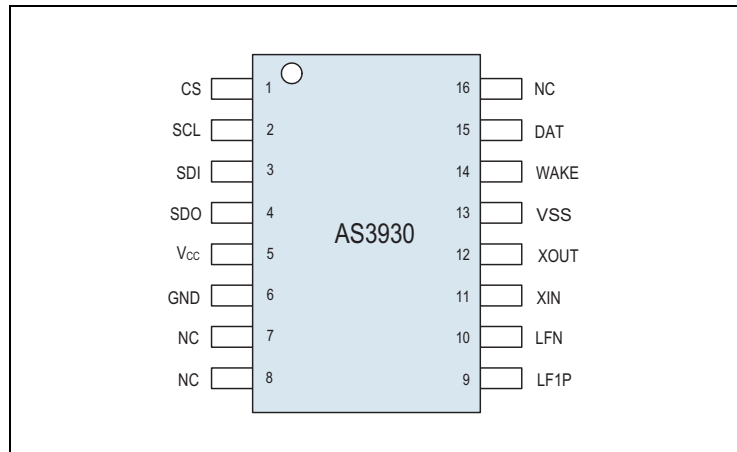 CS 1 16 NC
SCL 2 15 DAT
SDI 3 14 WAKE
SDO 4 13 VSS
AS3930
Vcc 5 12 XOUT
GND 6 11 XIN
NC 7 10 LFN
NC 8 9 LF1P